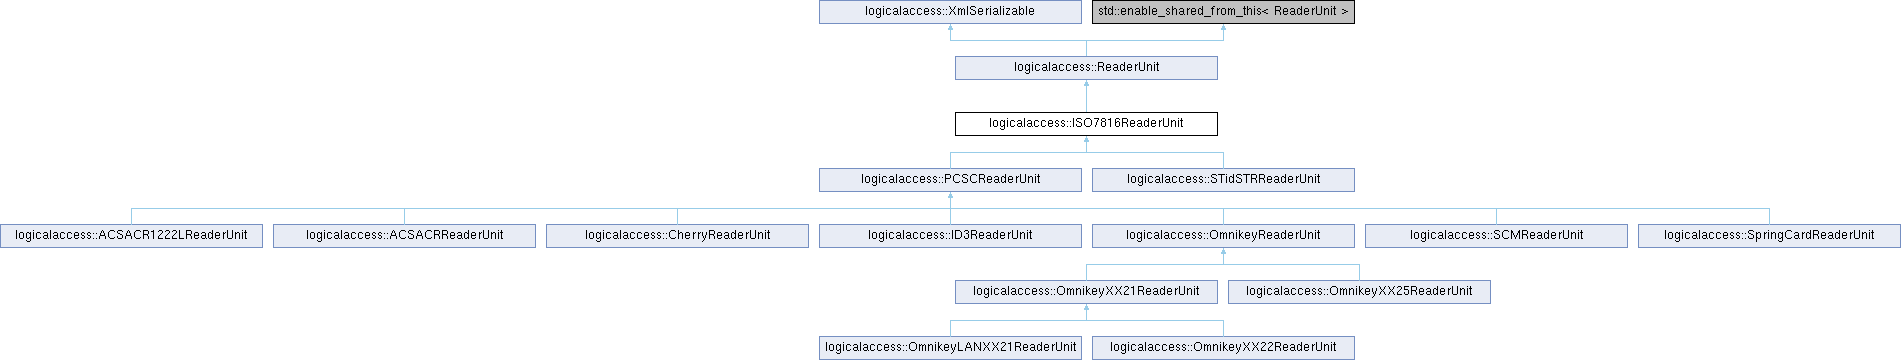 logicalaccess::XmlSerializable
std::enable_shared_from_this< ReaderUnit >
logicalaccess::ReaderUnit
logicalaccess::ISO7816ReaderUnit
logicalaccess::PCSCReaderUnit
logicalaccess::STidSTRReaderUnit
logicalaccess::ACSACR1222LReaderUnit
logicalaccess::ACSACRReaderUnit
logicalaccess::CherryReaderUnit
logicalaccess::ID3ReaderUnit
logicalaccess::OmnikeyReaderUnit
logicalaccess::SCMReaderUnit
logicalaccess::SpringCardReaderUnit
logicalaccess::OmnikeyXX21ReaderUnit
logicalaccess::OmnikeyXX25ReaderUnit
logicalaccess::OmnikeyLANXX21ReaderUnit
logicalaccess::OmnikeyXX22ReaderUnit